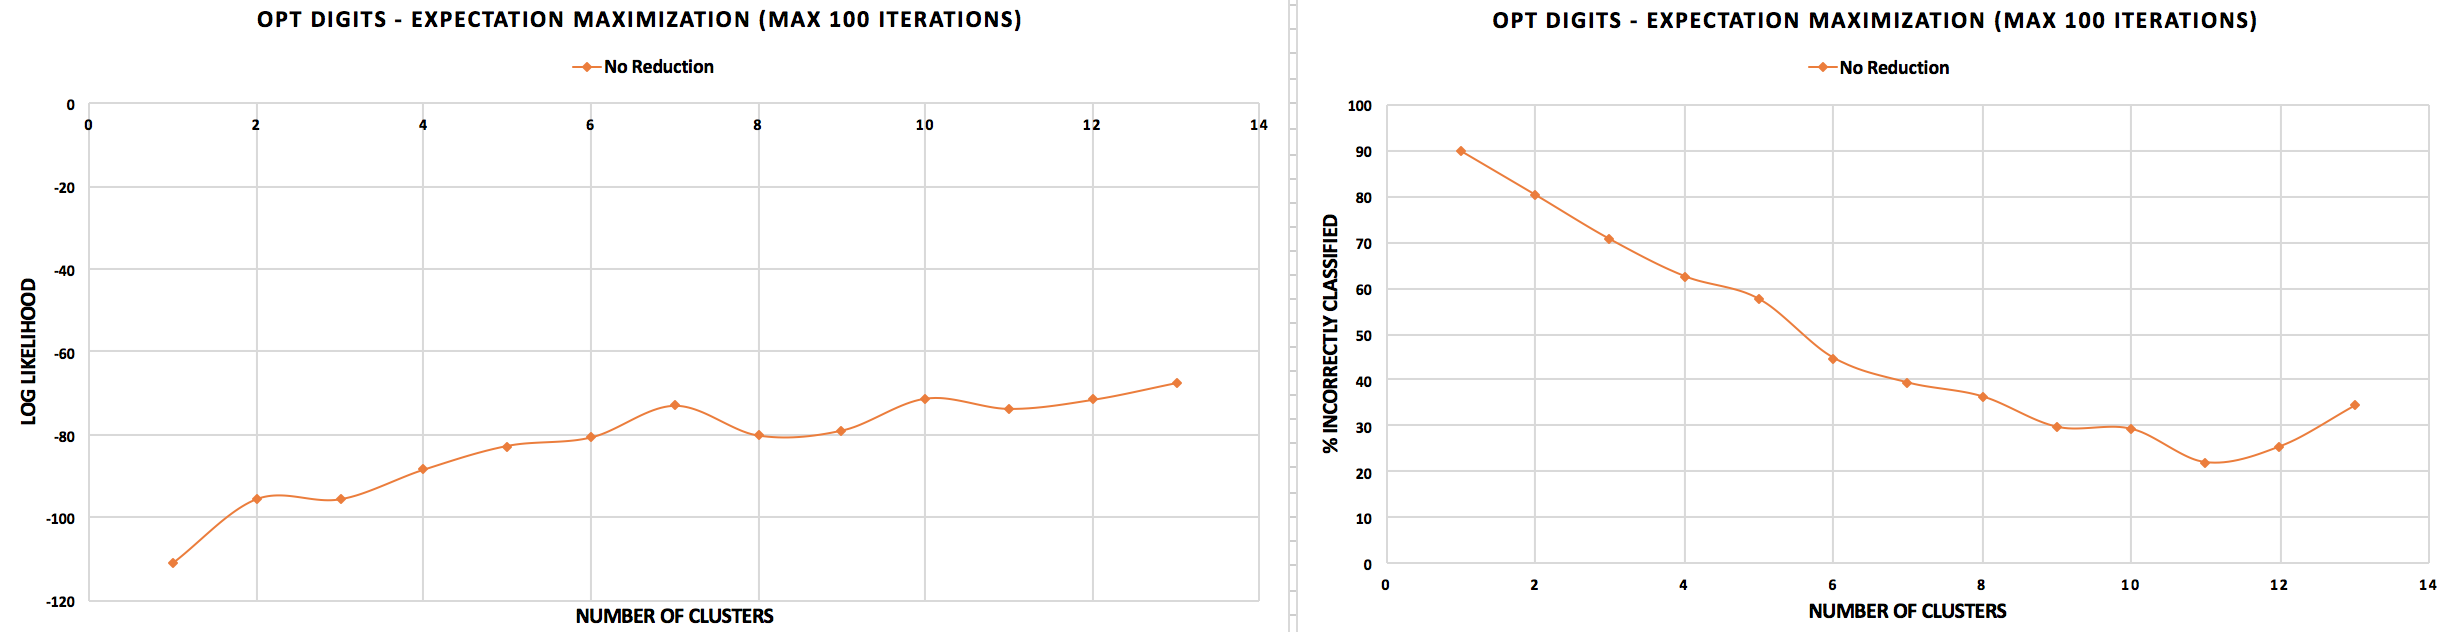 OPT DIGITS - EXPECTATION MAXIMIZATION (MAX 100 ITERATIONS)
No Reduction
0
0 2 4 6 8 10 12 14
-20
-40
-60
-80
-100
-120
LOG LIKELIHOOD
NUMBER OF CLUSTERS
OPT DIGITS - EXPECTATION MAXIMIZATION (MAX 100 ITERATIONS)
No Reduction
100
90
80
70
60
50
40
30
20
10
0
% INCORRECTLY CLASSIFIED
0 2 4 6 8 10 12 14
NUMBER OF CLUSTERS